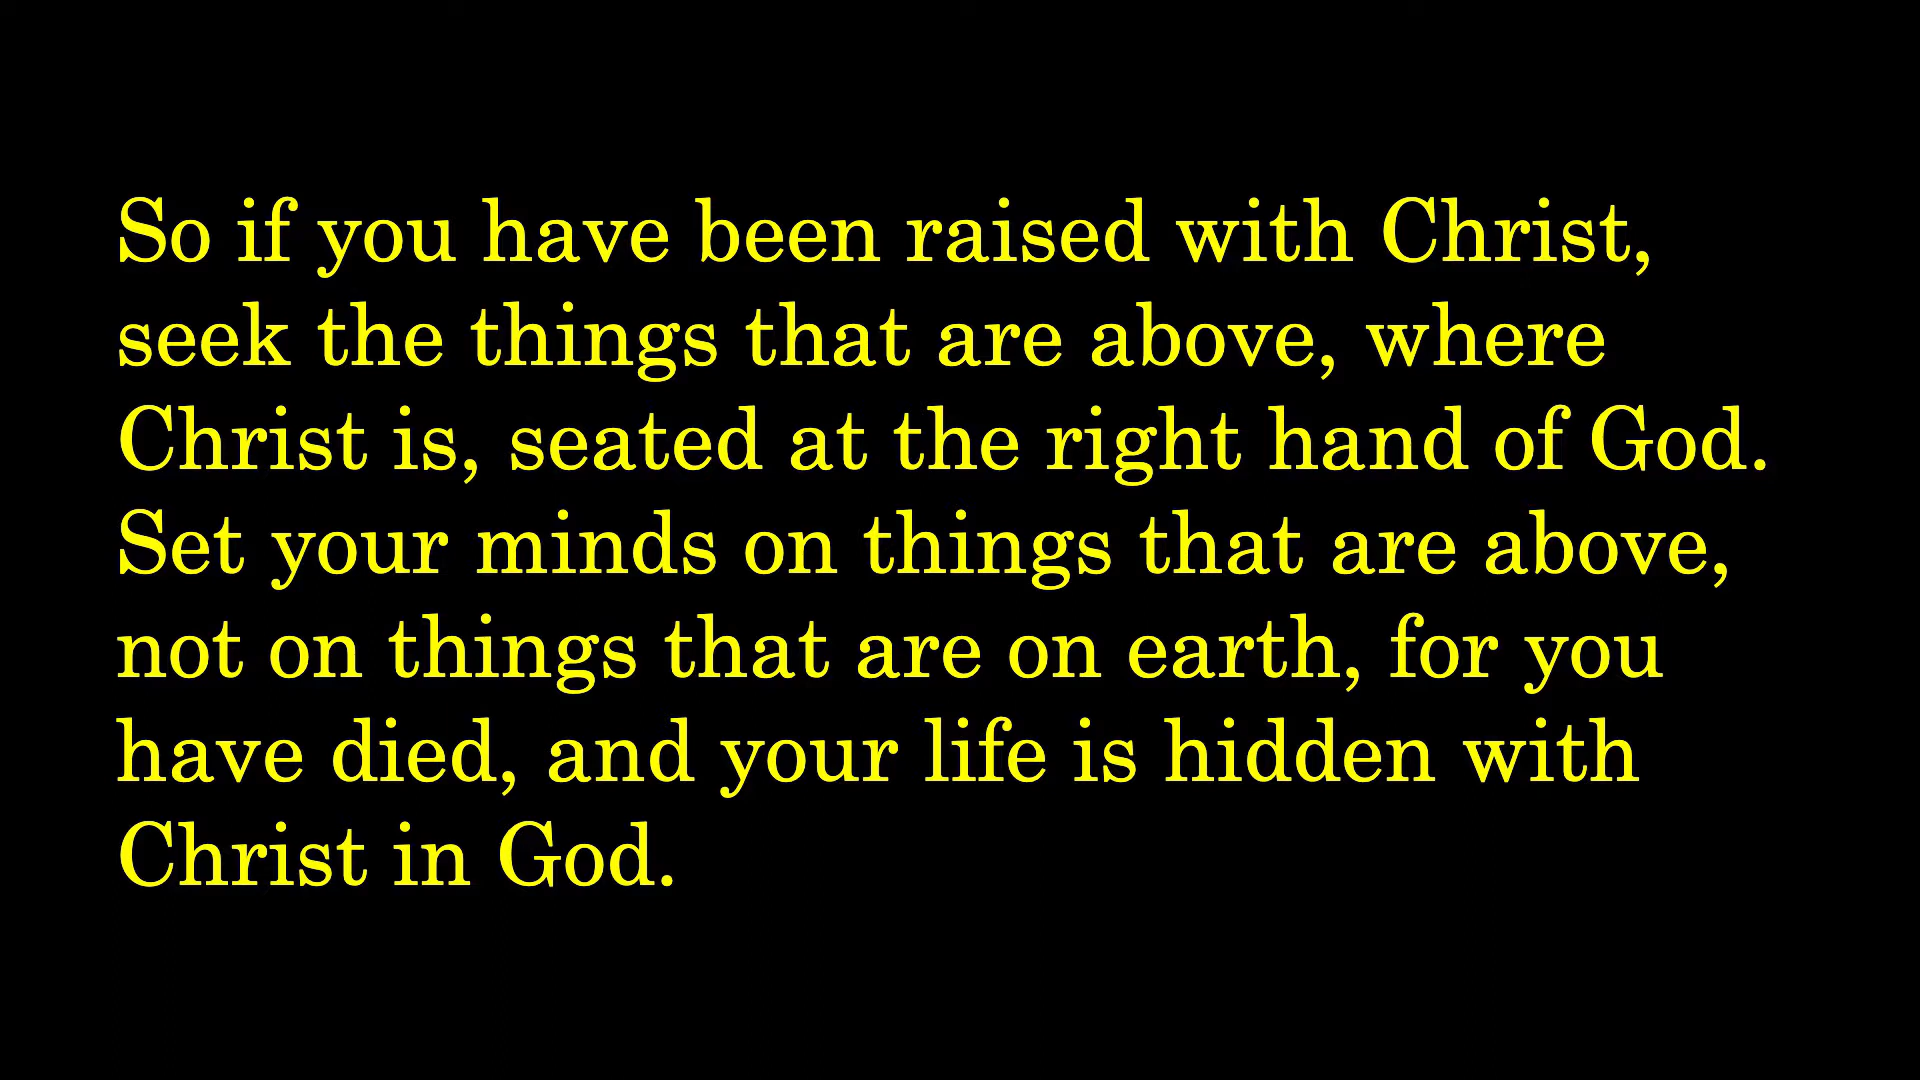 So if you have been raised with Christ,
seek the things that are above, where
Christ is, seated at the right hand of God.
Set your minds on things that are above,
not on things that are on earth, for you
have died, and your life is hidden with
Christ in God.